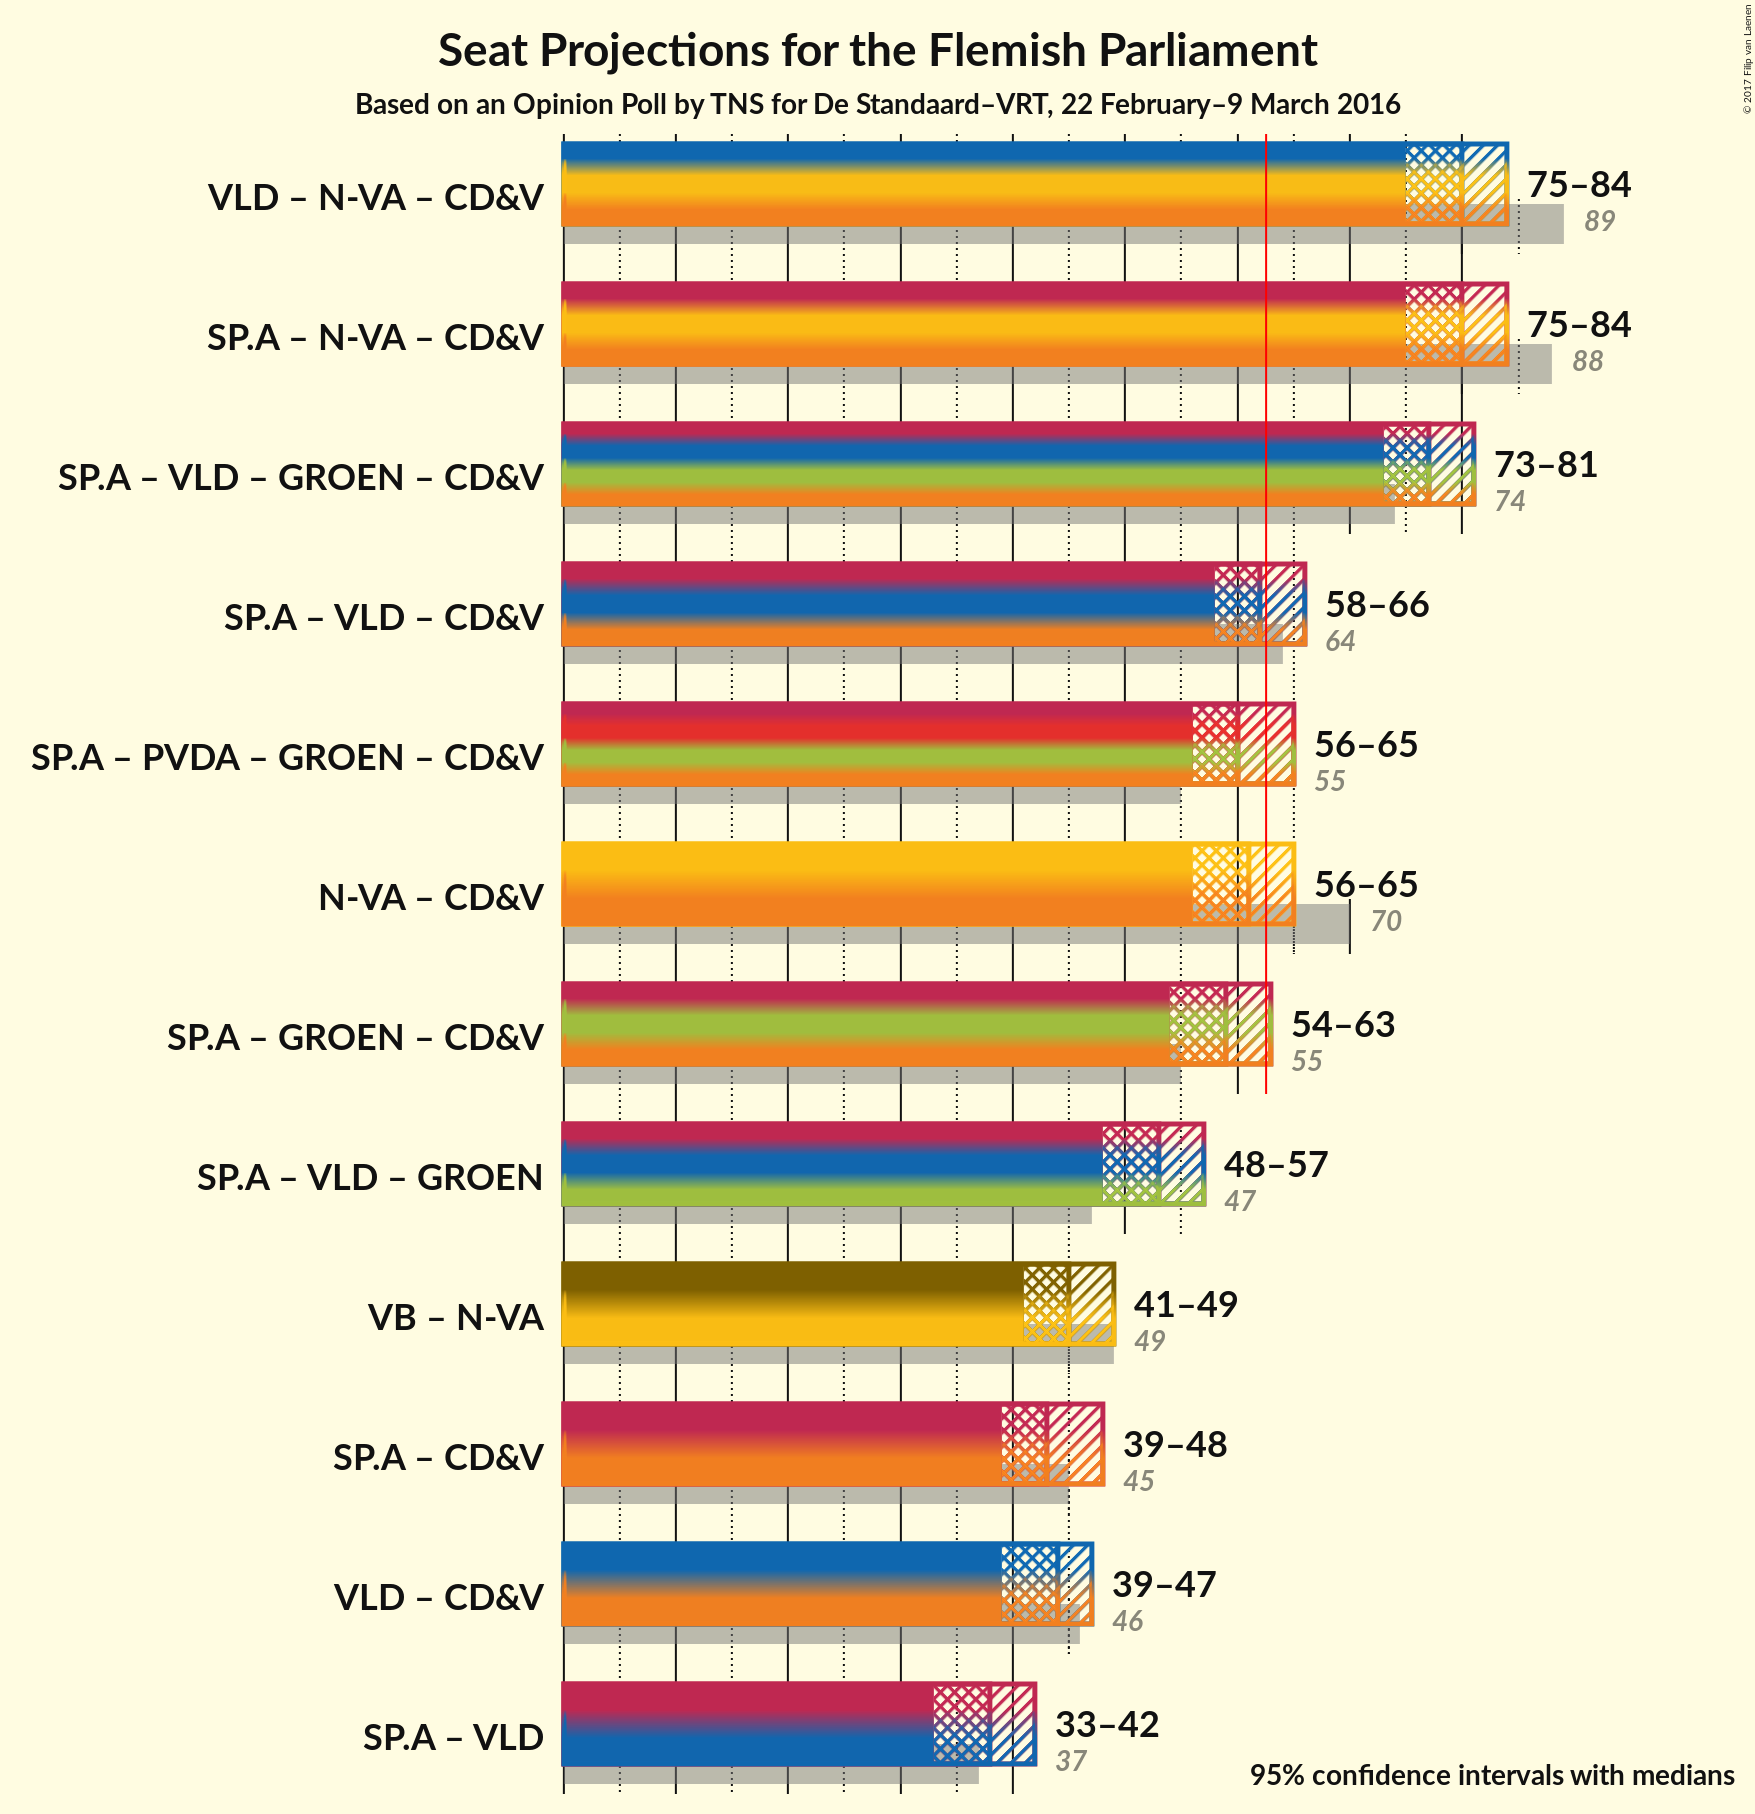 Seat Projections for the Flemish Parliament
Based on an Opinion Poll by TNS for De Standaard–VRT, 22 February–9 March 2016
© 2017 Filip van Laenen
VLD – N-VA – CD&V
75–84
89
SP.A – N-VA – CD&V
75–84
88
SP.A – VLD – GROEN – CD&V
73–81
74
SP.A – VLD – CD&V
58–66
64
SP.A – PVDA – GROEN – CD&V
56–65
55
N-VA – CD&V
56–65
70
SP.A – GROEN – CD&V
54–63
55
SP.A – VLD – GROEN
48–57
47
VB – N-VA
41–49
49
SP.A – CD&V
39–48
45
VLD – CD&V
39–47
46
SP.A – VLD
33–42
37
95% confidence intervals with medians